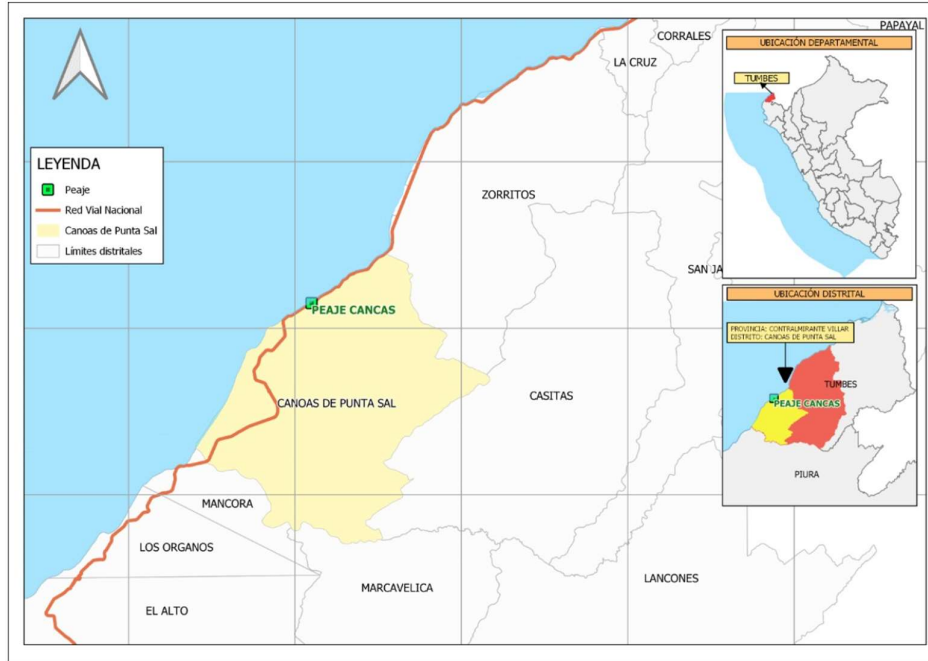 PAPAYAL
CORRALES
LA CRUZ
UBICACIÓN DEPARTAMENTAL
TUMBES
LEYENDA
Peaje
Red Vial Nacional
Canoas de Punta Sal
Límites distritales
ZORRITOS
SAN JA
PEAJE CANCAS
UBICACIÓN DISTRITAL
PROVINCIA: CONTRALMIRANTE VILLAR
DISTRITO: CANOAS DE PUNTA SAL
TUMBES
PEAJE CANCAS
PIURA
CANOAS DE PUNTA SAL
CASITAS
MANCORA
LOS ORGANOS
EL ALTO
MARCAVELICA
LANCONES